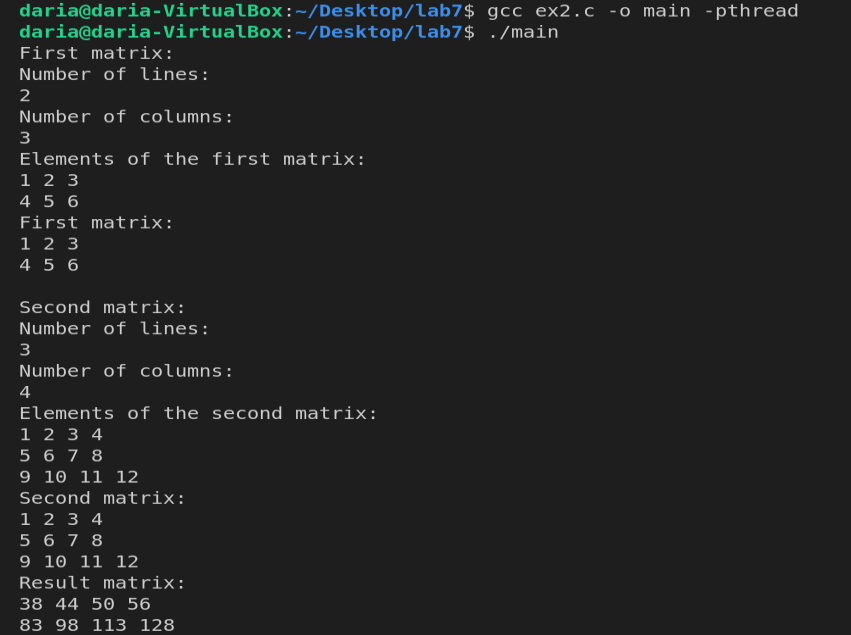 daria@daria-VirtualBox:~/Desktop/lab7$ gcc ex2.c -o main -pthread
daria@daria-VirtualBox:~/Desktop/lab7$ ./main
First matrix:
Number of lines:
2
Number of columns:
3
Elements of the first matrix:
1 2 3
4 5 6
First matrix:
1 2 3
4 5 6
Second matrix:
Number of lines:
3
Number of columns:
4
Elements of the second matrix:
1 2 3 4
5 6 7 8
9 10 11 12
Second matrix:
1 2 3 4
5 6 7 8
9 10 11 12
Result matrix:
38 44 50 56
83 98 113 128